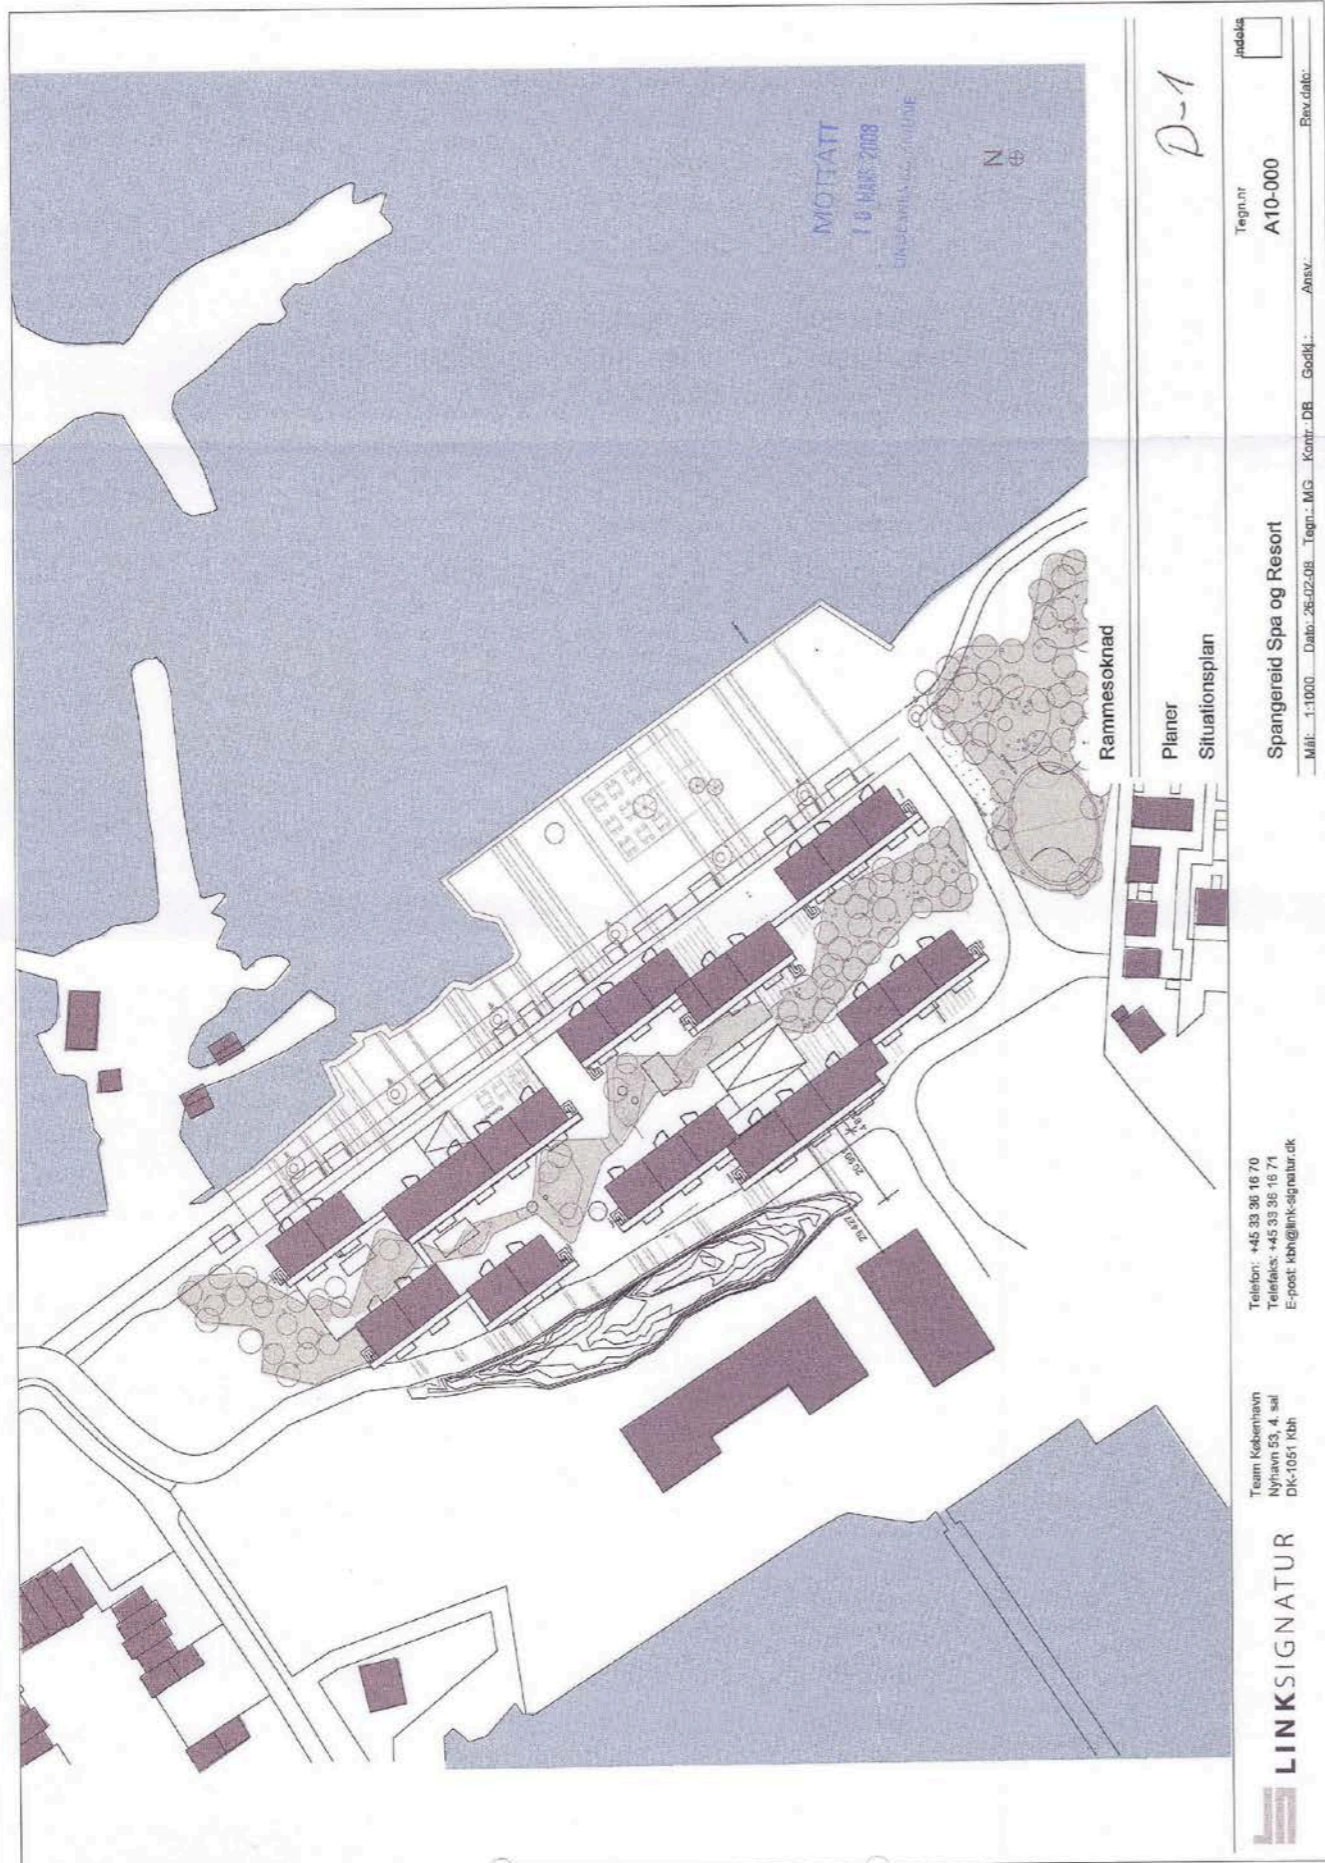 MOTTATT
10 MARS 2008
N
Rammesoknad
Planer
Situationsplan
D-1
Spangereid Spa og Resort
Tegn.nr
A10-000
Indeks
Mål: 1:1000 Dato: 26-02-08 Tegn.: MG Kontr.: DB Godkj.: Ansv.: Rev.dato:
LINKSIGNATUR
Team København
Nyhavn 53, 4. sal
DK-1051 Kbh
Telefon: +45 33 36 16 70
Telefaks: +45 33 36 16 71
E-post: kbh@link-signatur.dk